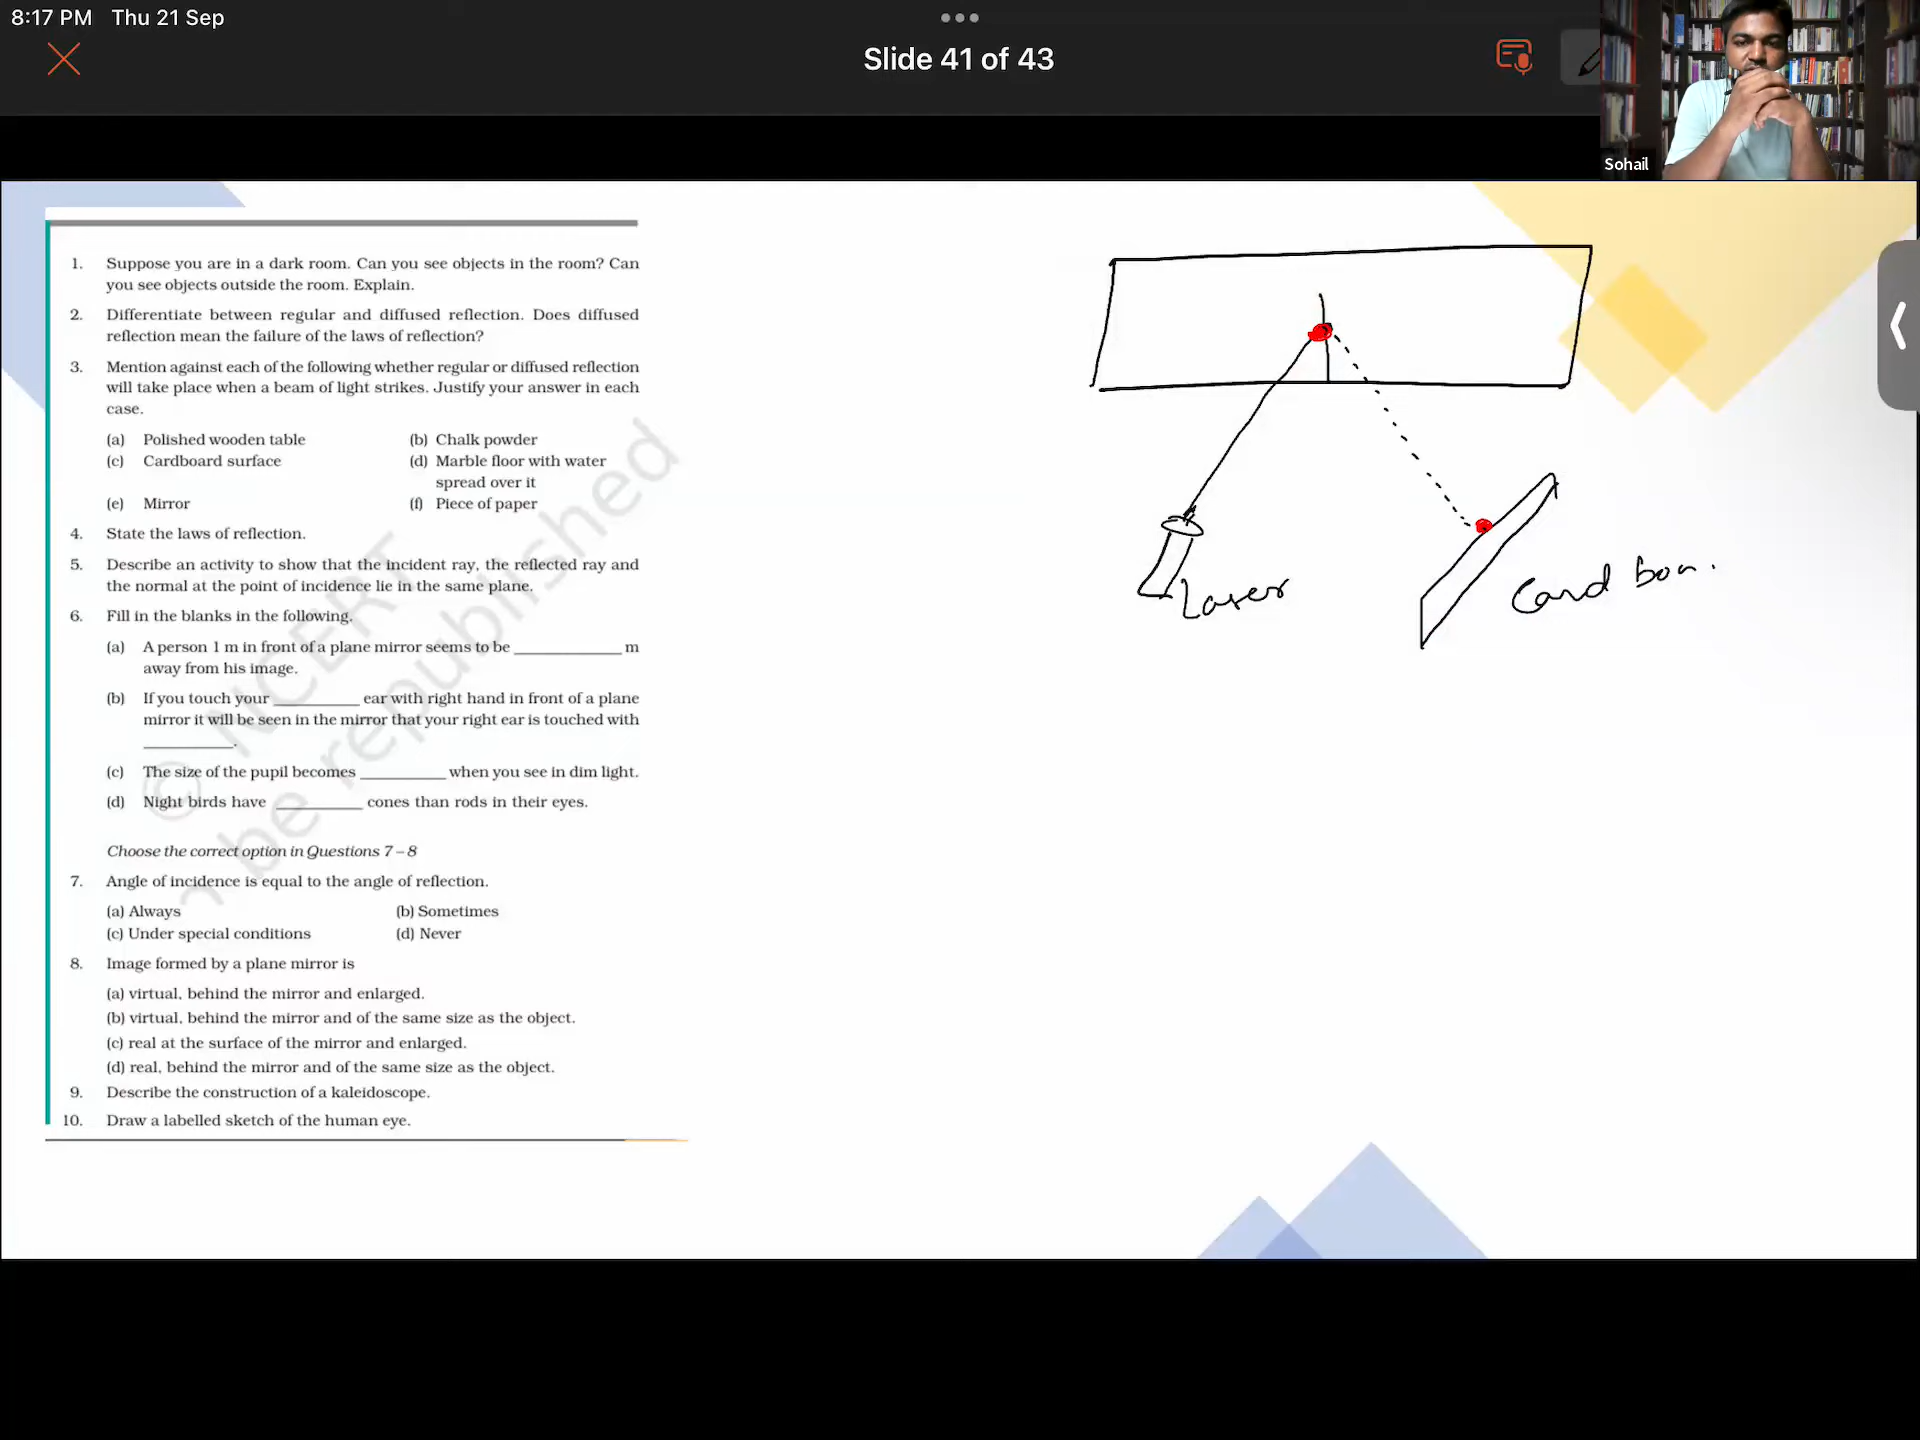 8:17 PM Thu 21 Sep
Slide 41 of 43
Sohail
1. Suppose you are in a dark room. Can you see objects in the room? Can
you see objects outside the room. Explain.
2. Differentiate between regular and diffused reflection. Does diffused
reflection mean the failure of the laws of reflection?
3. Mention against each of the following whether regular or diffused reflection
will take place when a beam of light strikes. Justify your answer in each
case.
(a) Polished wooden table (b) Chalk powder
(c) Cardboard surface (d) Marble floor with water
spread over it
(e) Mirror (f) Piece of paper
4. State the laws of reflection.
5. Describe an activity to show that the incident ray, the reflected ray and
the normal at the point of incidence lie in the same plane.
6. Fill in the blanks in the following.
(a) A person 1 m in front of a plane mirror seems to be ____________ m
away from his image.
(b) If you touch your __________ ear with right hand in front of a plane
mirror it will be seen in the mirror that your right ear is touched with
__________.
(c) The size of the pupil becomes __________ when you see in dim light.
(d) Night birds have __________ cones than rods in their eyes.
Choose the correct option in Questions 7 – 8
7. Angle of incidence is equal to the angle of reflection.
(a) Always (b) Sometimes
(c) Under special conditions (d) Never
8. Image formed by a plane mirror is
(a) virtual, behind the mirror and enlarged.
(b) virtual, behind the mirror and of the same size as the object.
(c) real at the surface of the mirror and enlarged.
(d) real, behind the mirror and of the same size as the object.
9. Describe the construction of a kaleidoscope.
10. Draw a labelled sketch of the human eye.
© NCERT
be republished
Laser
Card boa.